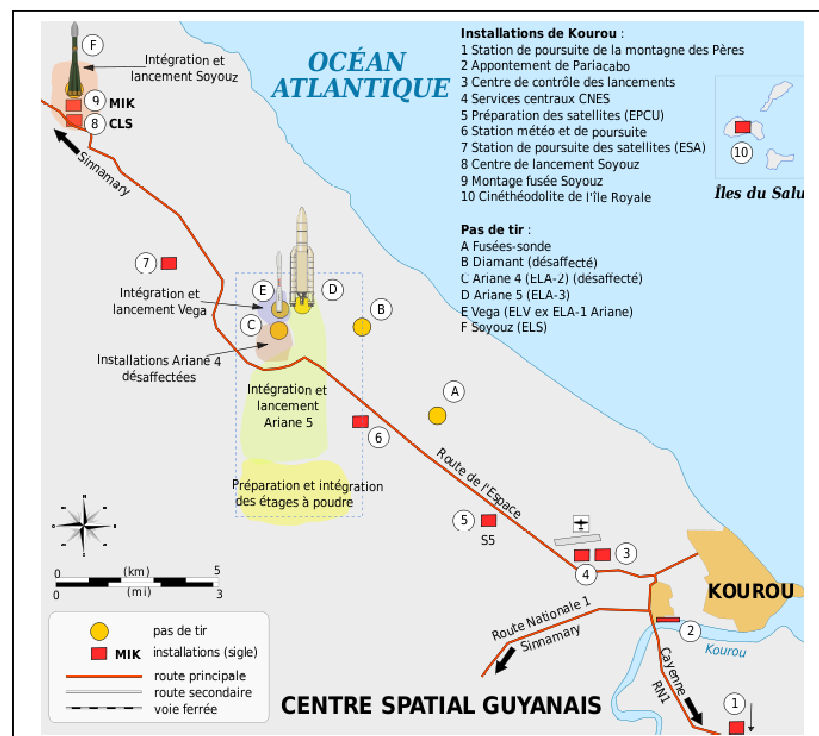 F
Intégration et
lancement Soyouz
9 MIK
8 CLS
Sinnamary
OCÉAN
ATLANTIQUE
Installations de Kourou :
1 Station de poursuite de la montagne des Pères
2 Appontement de Pariacabo
3 Centre de contrôle des lancements
4 Services centraux CNES
5 Préparation des satellites (EPCU)
6 Station météo et de poursuite
7 Station de poursuite des satellites (ESA)
8 Centre de lancement Soyouz
9 Montage fusée Soyouz
10 Cinéthéodolite de l'île Royale
Pas de tir :
A Fusées-sonde
B Diamant (désaffecté)
C Ariane 4 (ELA-2) (désaffecté)
D Ariane 5 (ELA-3)
E Vega (ELV ex ELA-1 Ariane)
F Soyouz (ELS)
10
Îles du Salu
7
Intégration et
lancement Vega
E
D
B
C
Installations Ariane 4
désaffectées
Intégration et
lancement
Ariane 5
A
6
Préparation et intégration
des étages à poudre
Route de l'Espace
5
S5
4
3
KOUROU
2
Kourou
Route Nationale 1
Sinnamary
Cayenne
RN1
1
0 (km) 5
0 (mi) 3
pas de tir
MIK installations (sigle)
route principale
route secondaire
voie ferrée
CENTRE SPATIAL GUYANAIS